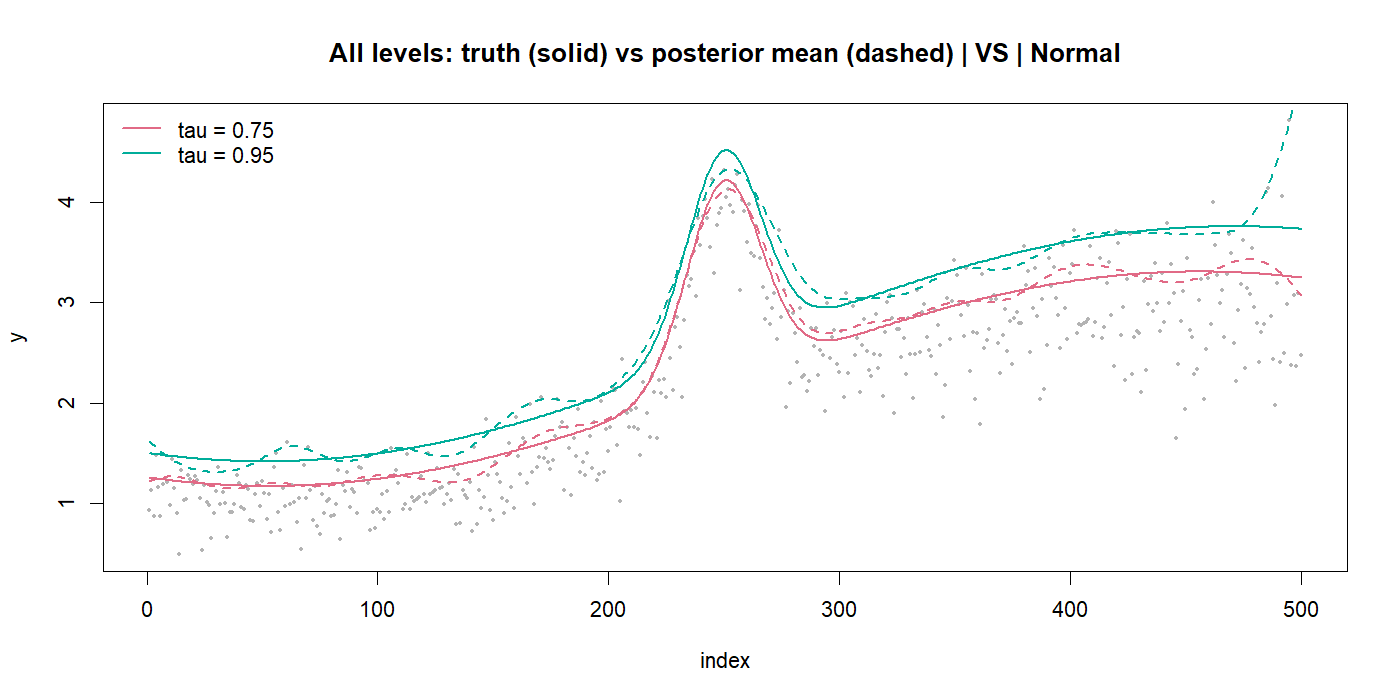 All levels: truth (solid) vs posterior mean (dashed) | VS | Normal
tau = 0.75
tau = 0.95
y
4
3
2
1
0 100 200 300 400 500
index